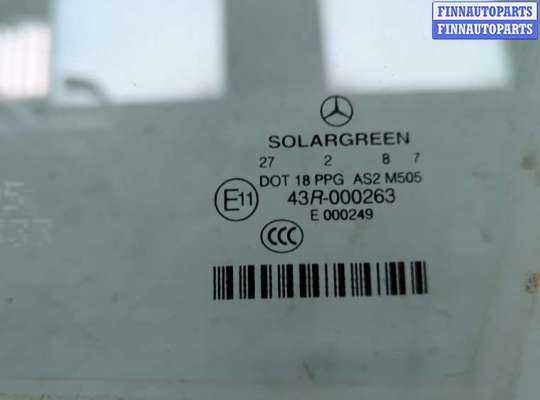 FINNAUTOPARTS
FINNAUTOPARTS
SOLARGREEN
27 2 8 7
DOT 18 PPG AS2 M505
E11
43R-000263
E 000249
CCC